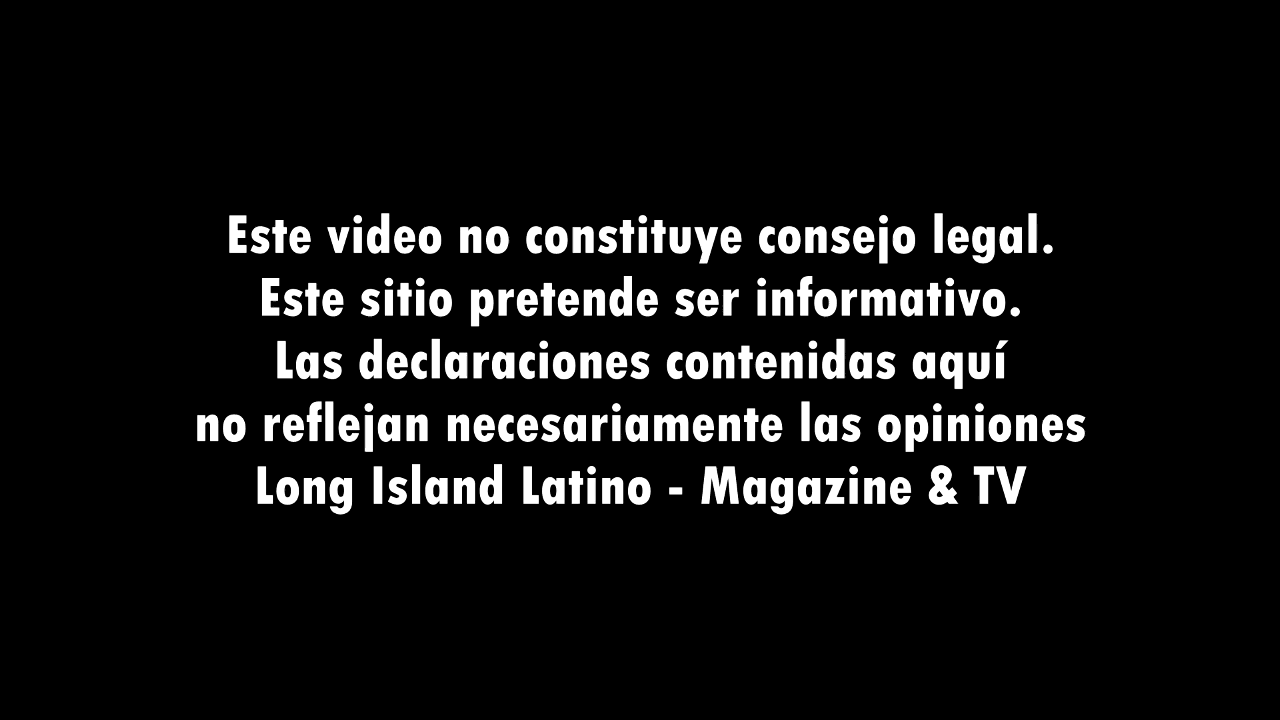 Este video no constituye consejo legal.
Este sitio pretende ser informativo.
Las declaraciones contenidas aquí
no reflejan necesariamente las opiniones
Long Island Latino - Magazine & TV